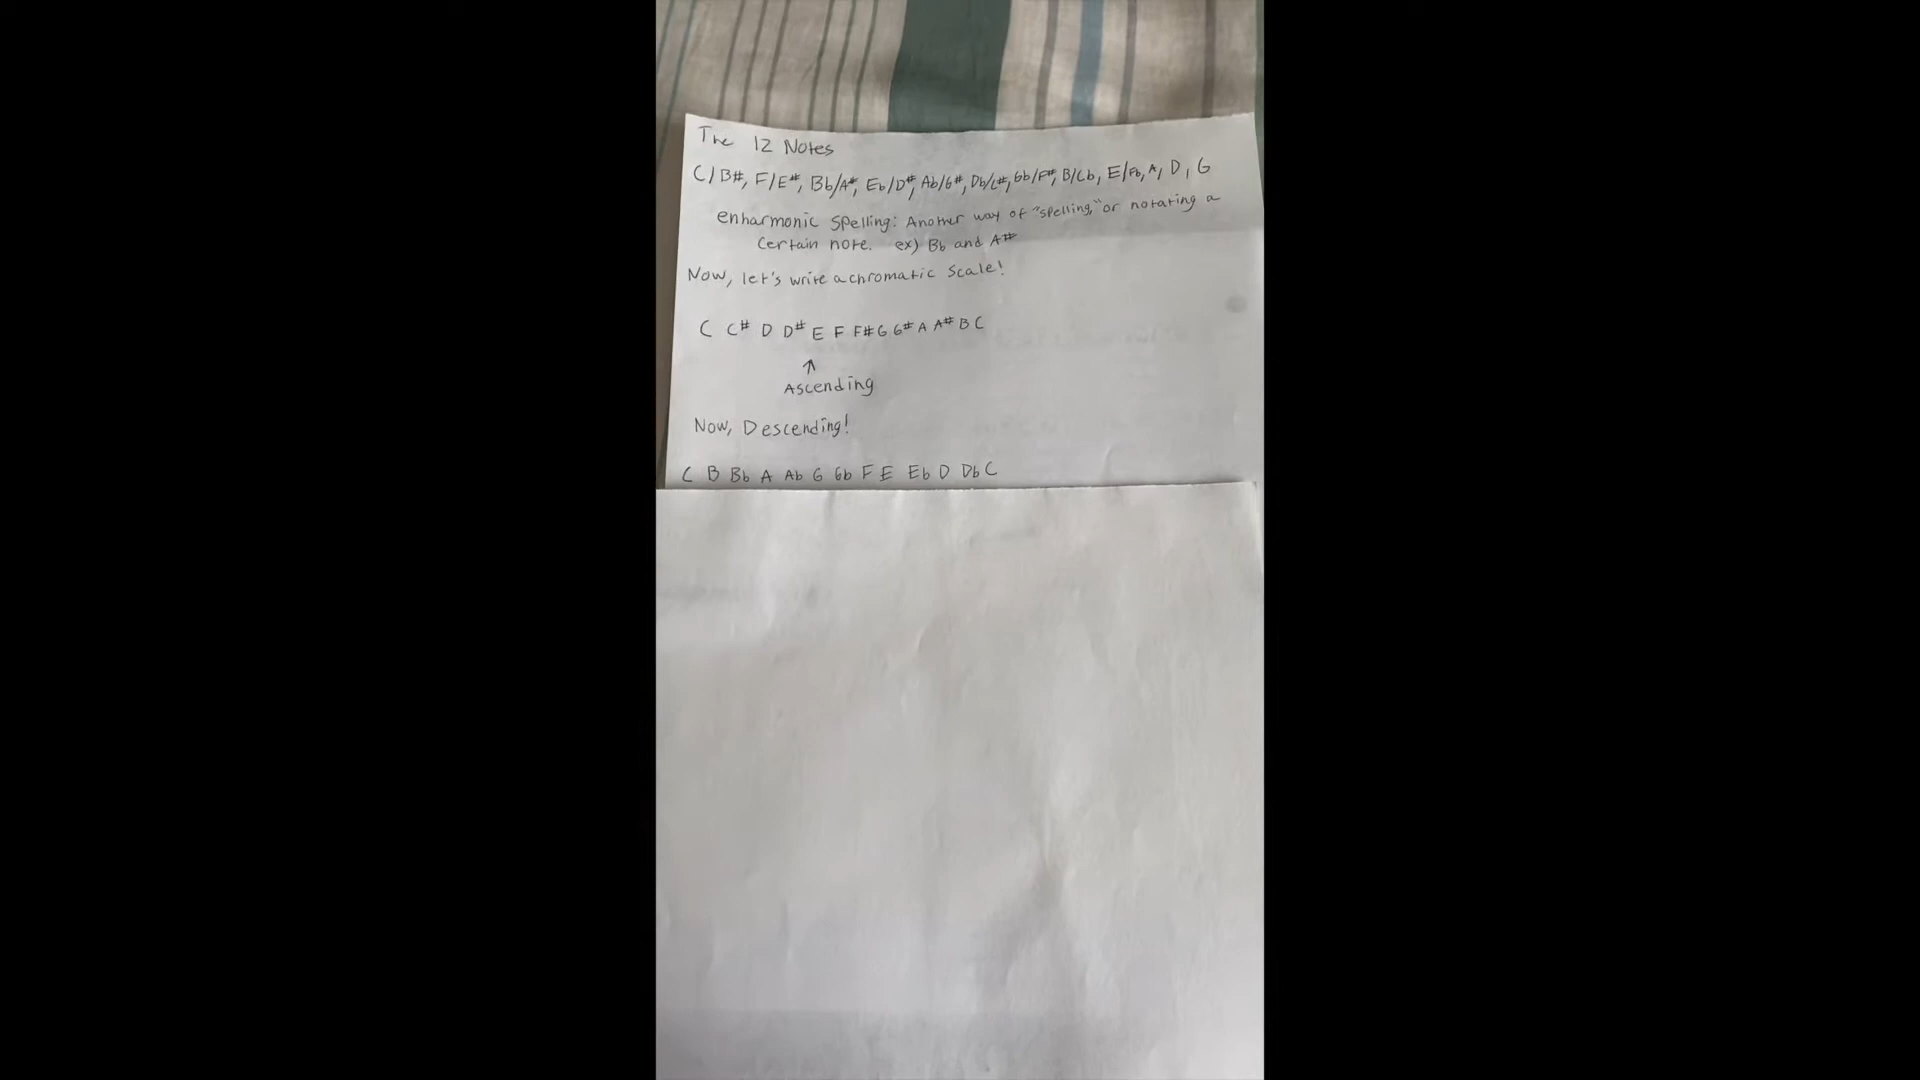 The 12 Notes
C/B#, F/E#, Bb/A#, Eb/D#, Ab/G#, Db/C#, Gb/F#, B/Cb, E/Fb, A, D, G
enharmonic spelling: Another way of "spelling," or notating a
certain note. ex) Bb and A#
Now, let's write a chromatic scale!
C C# D D# E F F# G G# A A# B C
↑
Ascending
Now, Descending!
C B Bb A Ab G Gb F E Eb D Db C